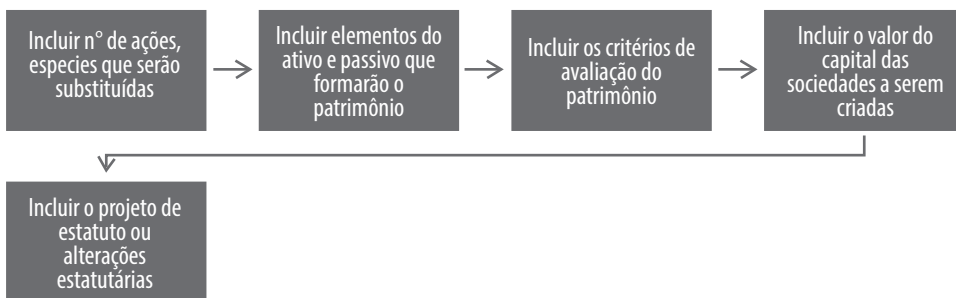 Incluir n° de ações,
especies que serão
substituídas
Incluir elementos do
ativo e passivo que
formarão o
patrimônio
Incluir os critérios de
avaliação do
patrimônio
Incluir o valor do
capital das
sociedades a serem
criadas
Incluir o projeto de
estatuto ou
alterações
estatutárias